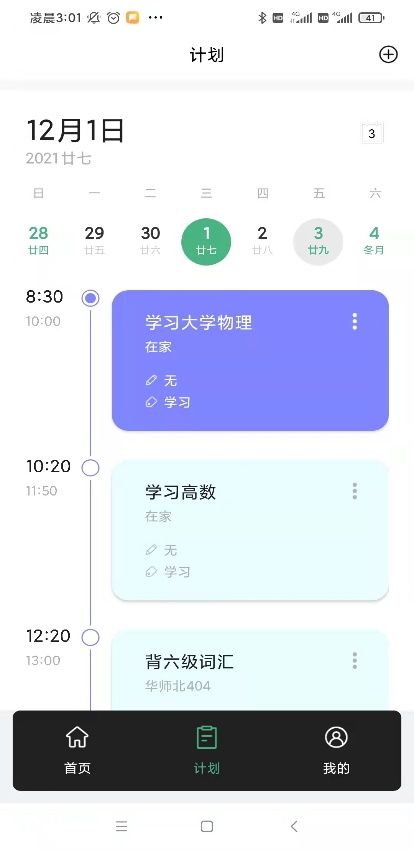 凌晨3:01
HD 4G HD 4G 41
计划
12月1日
3
2021廿七
日 一 二 三 四 五 六
28 29 30 1 2 3 4
廿四 廿五 廿六 廿七 廿八 廿九 冬月
8:30
10:00
学习大学物理
在家
无
学习
10:20
11:50
学习高数
在家
无
学习
12:20
13:00
背六级词汇
华师北404
首页 计划 我的